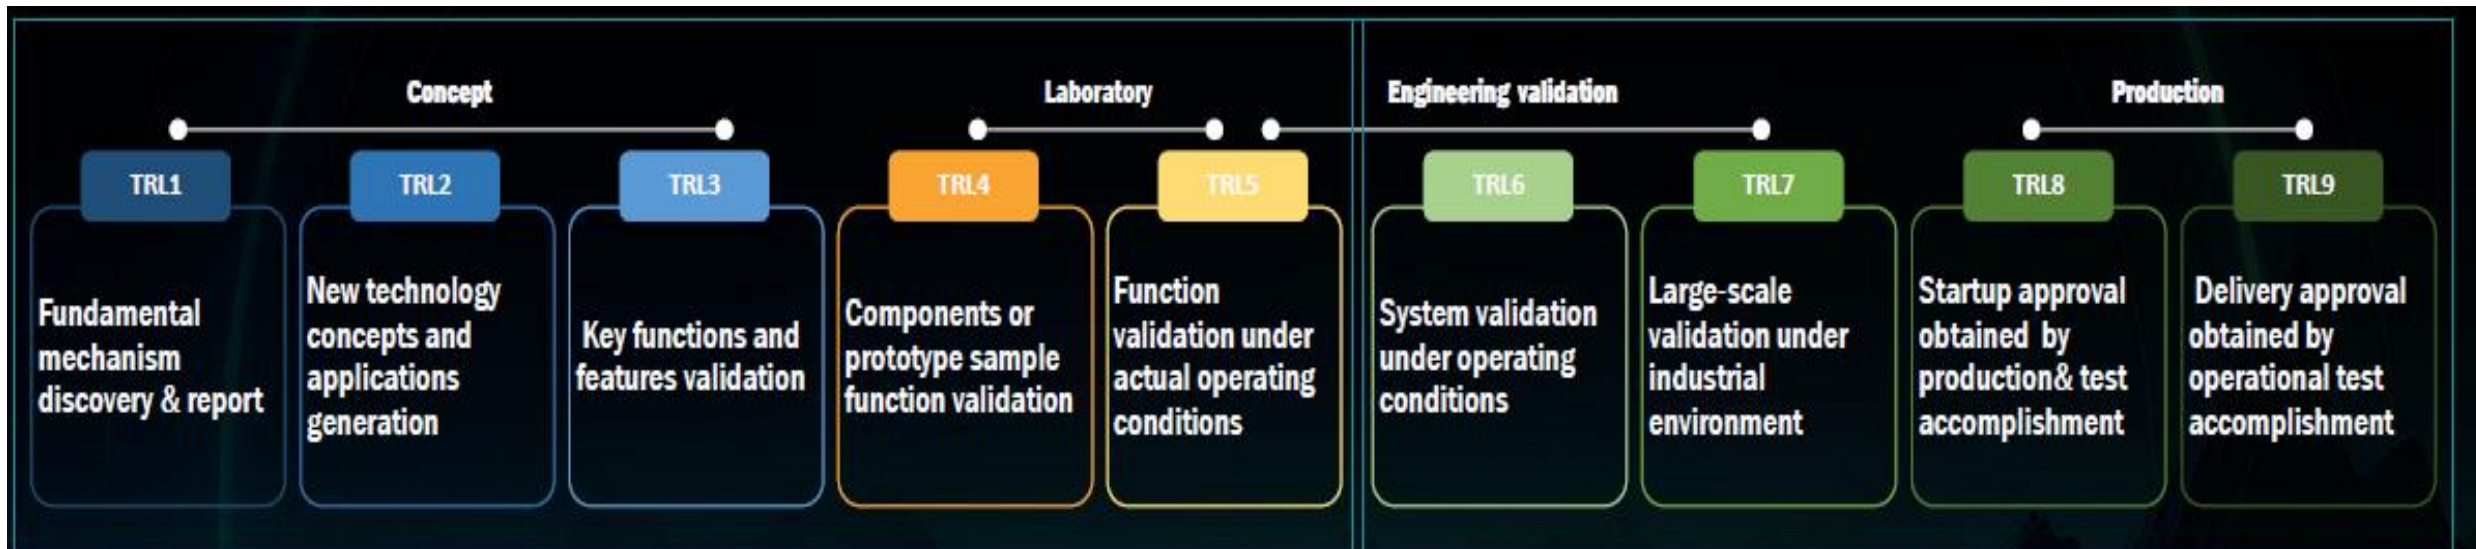 Concept
Laboratory
Engineering validation
Production
TRL1
TRL2
TRL3
TRL4
TRL5
TRL6
TRL7
TRL8
TRL9
Fundamental
mechanism
discovery & report
New technology
concepts and
applications
generation
Key functions and
features validation
Components or
prototype sample
function validation
Function
validation under
actual operating
conditions
System validation
under operating
conditions
Large-scale
validation under
industrial
environment
Startup approval
obtained by
production& test
accomplishment
Delivery approval
obtained by
operational test
accomplishment